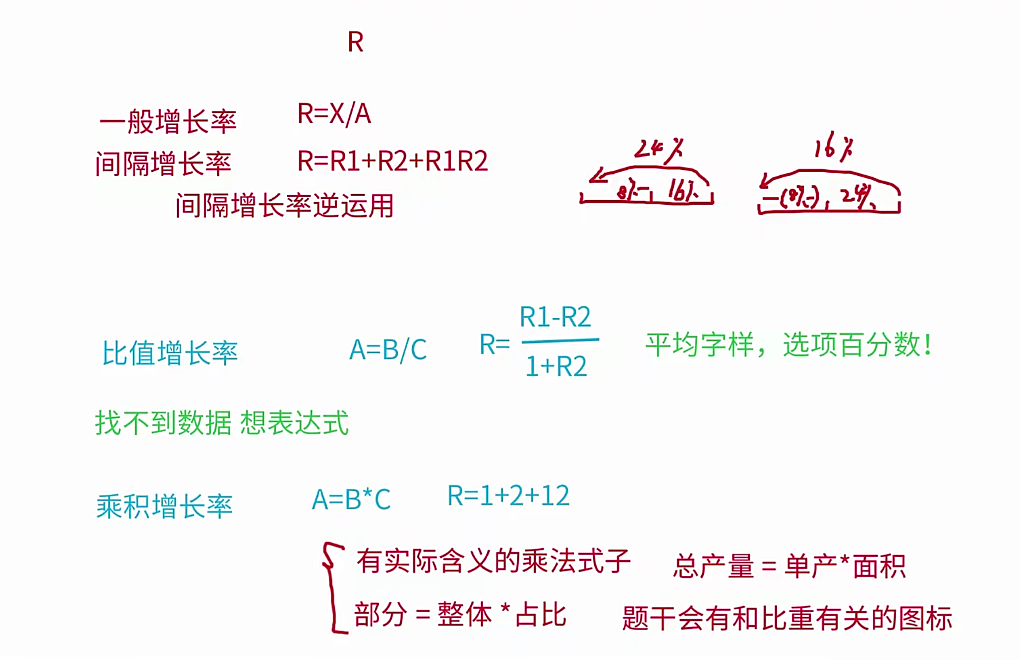 R
一般增长率 R=X/A
间隔增长率 R=R1+R2+R1R2
24% 16%
8%-, 16%. -(8%-), 24%,
间隔增长率逆运用
比值增长率 A=B/C R= R1-R2
1+R2
平均字样，选项百分数！
找不到数据 想表达式
乘积增长率 A=B*C R=1+2+12
有实际含义的乘法式子 总产量 = 单产*面积
部分 = 整体 *占比 题干会有和比重有关的图标